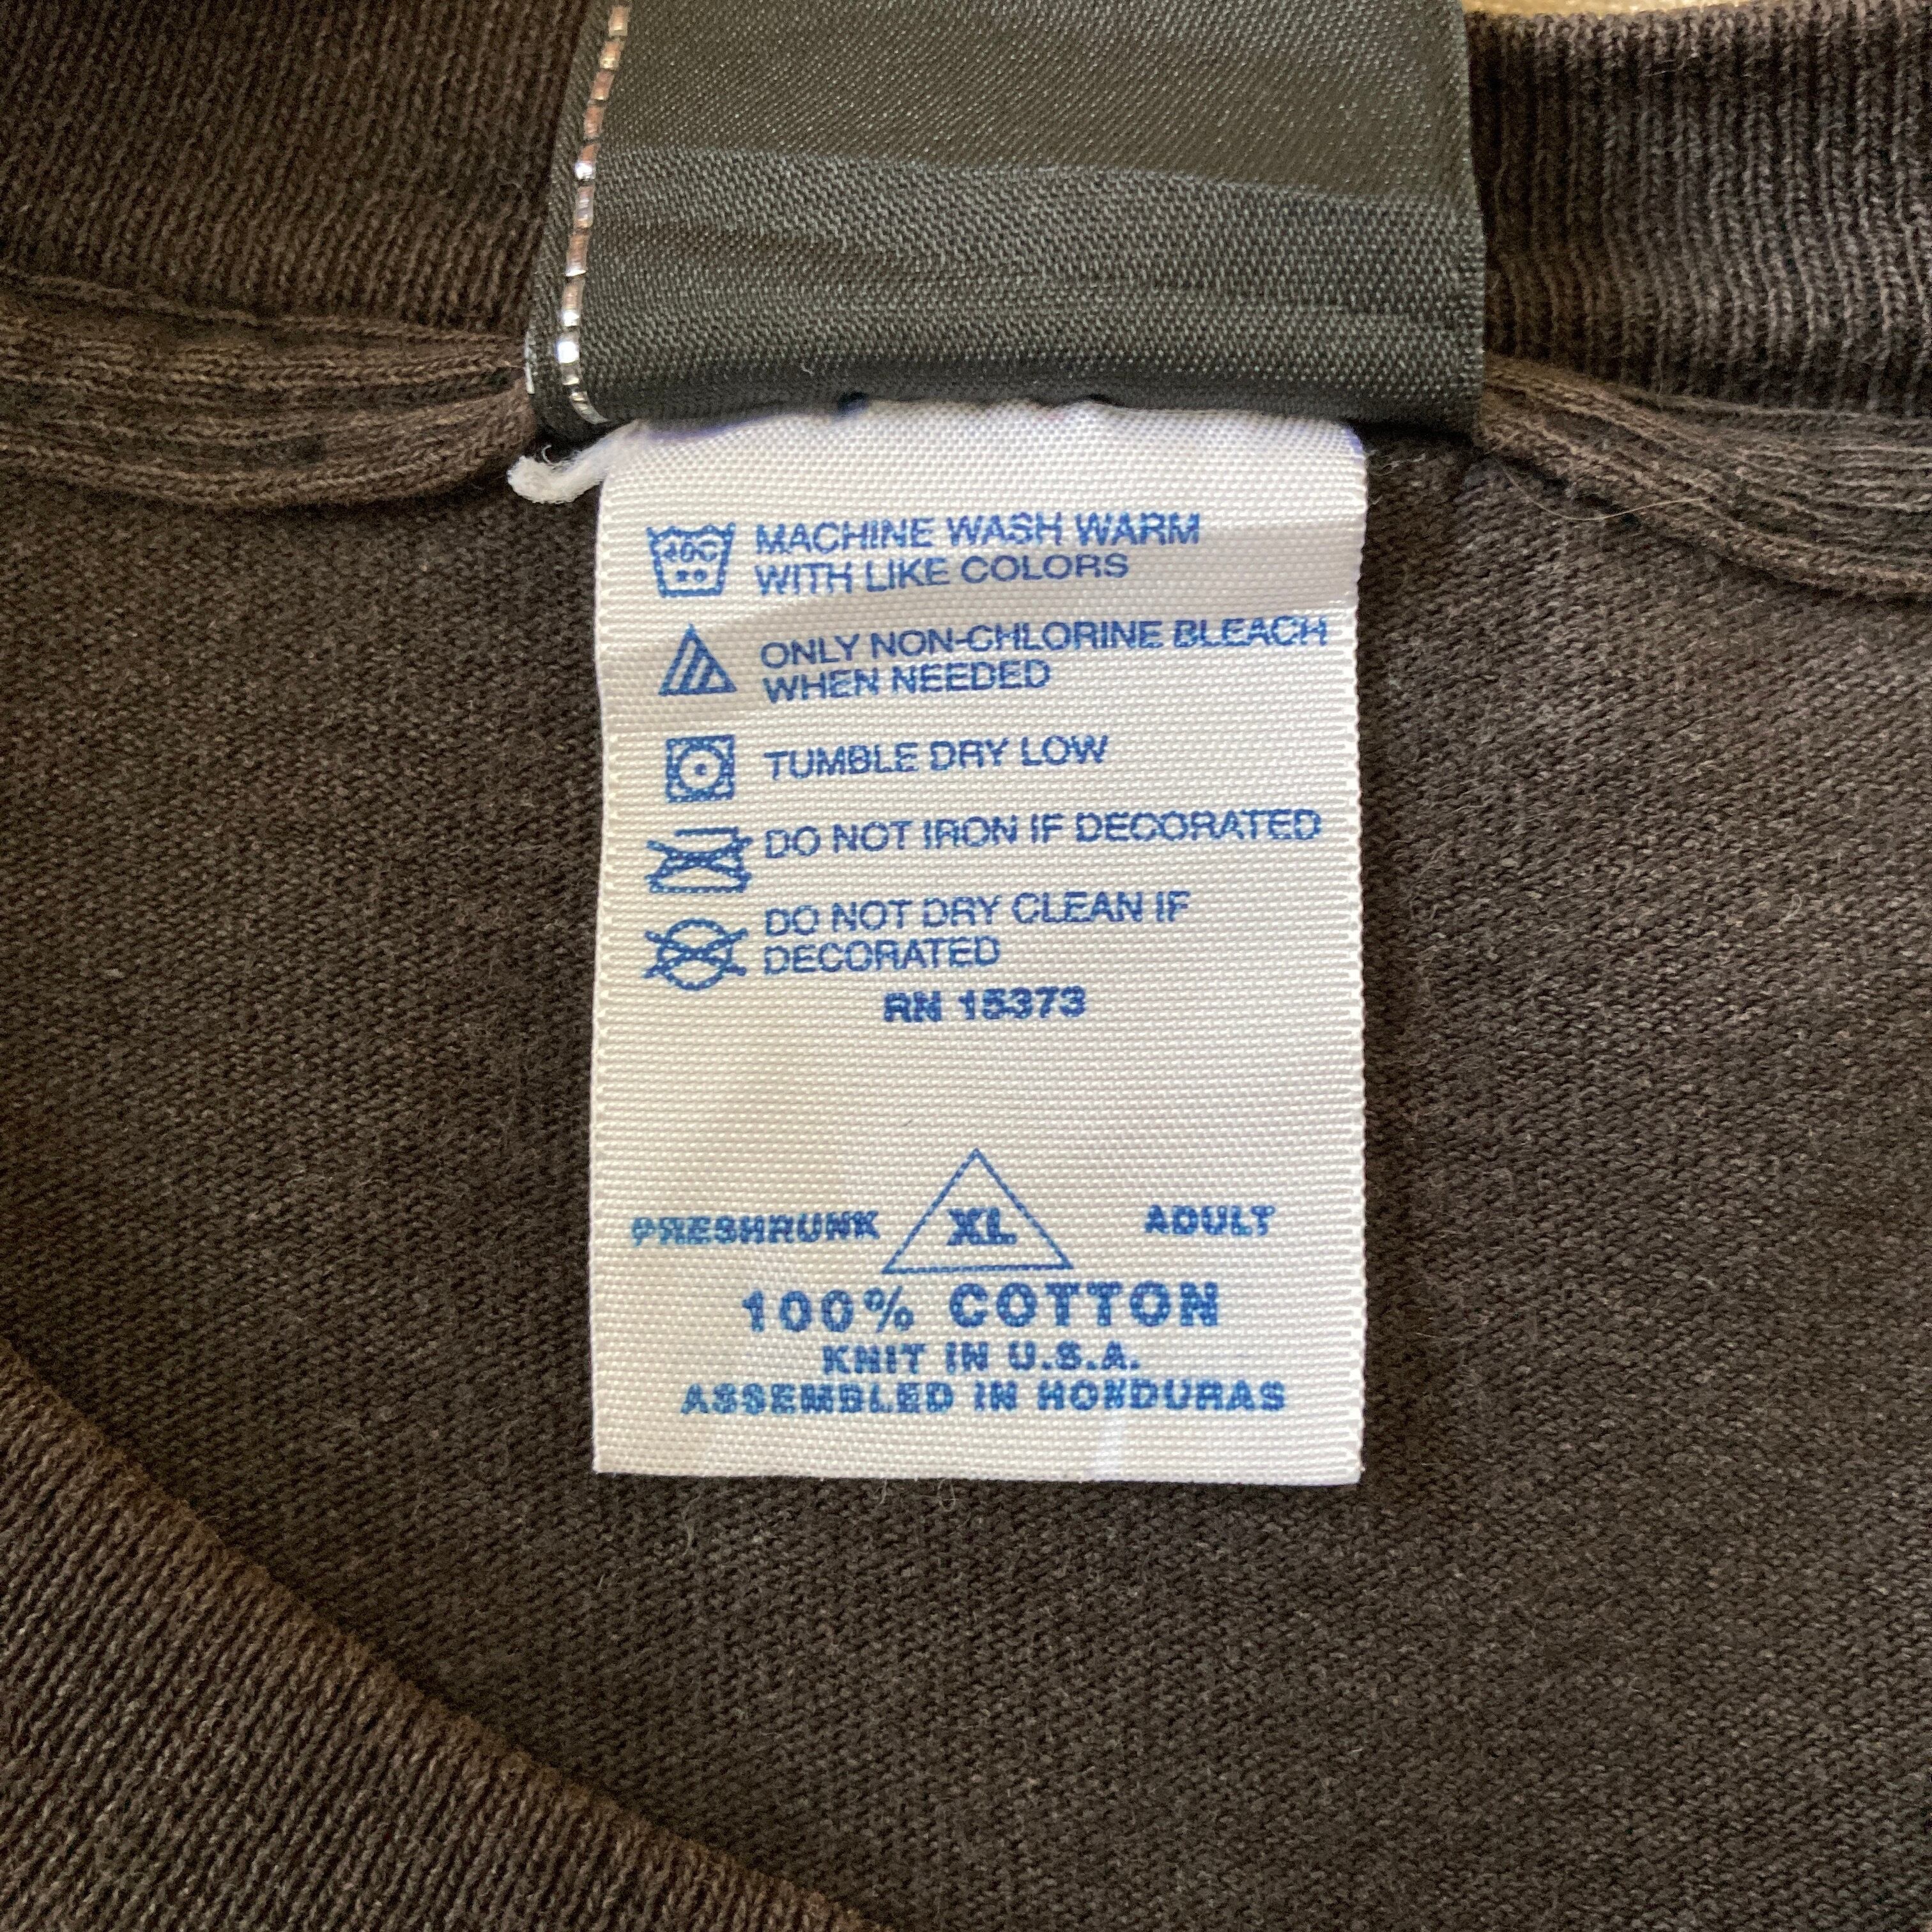 40C
MACHINE WASH WARM
WITH LIKE COLORS
ONLY NON-CHLORINE BLEACH
WHEN NEEDED
TUMBLE DRY LOW
DO NOT IRON IF DECORATED
DO NOT DRY CLEAN IF
DECORATED
RN 15373
PRESHRUNK XL ADULT
100% COTTON
KNIT IN U.S.A.
ASSEMBLED IN HONDURAS